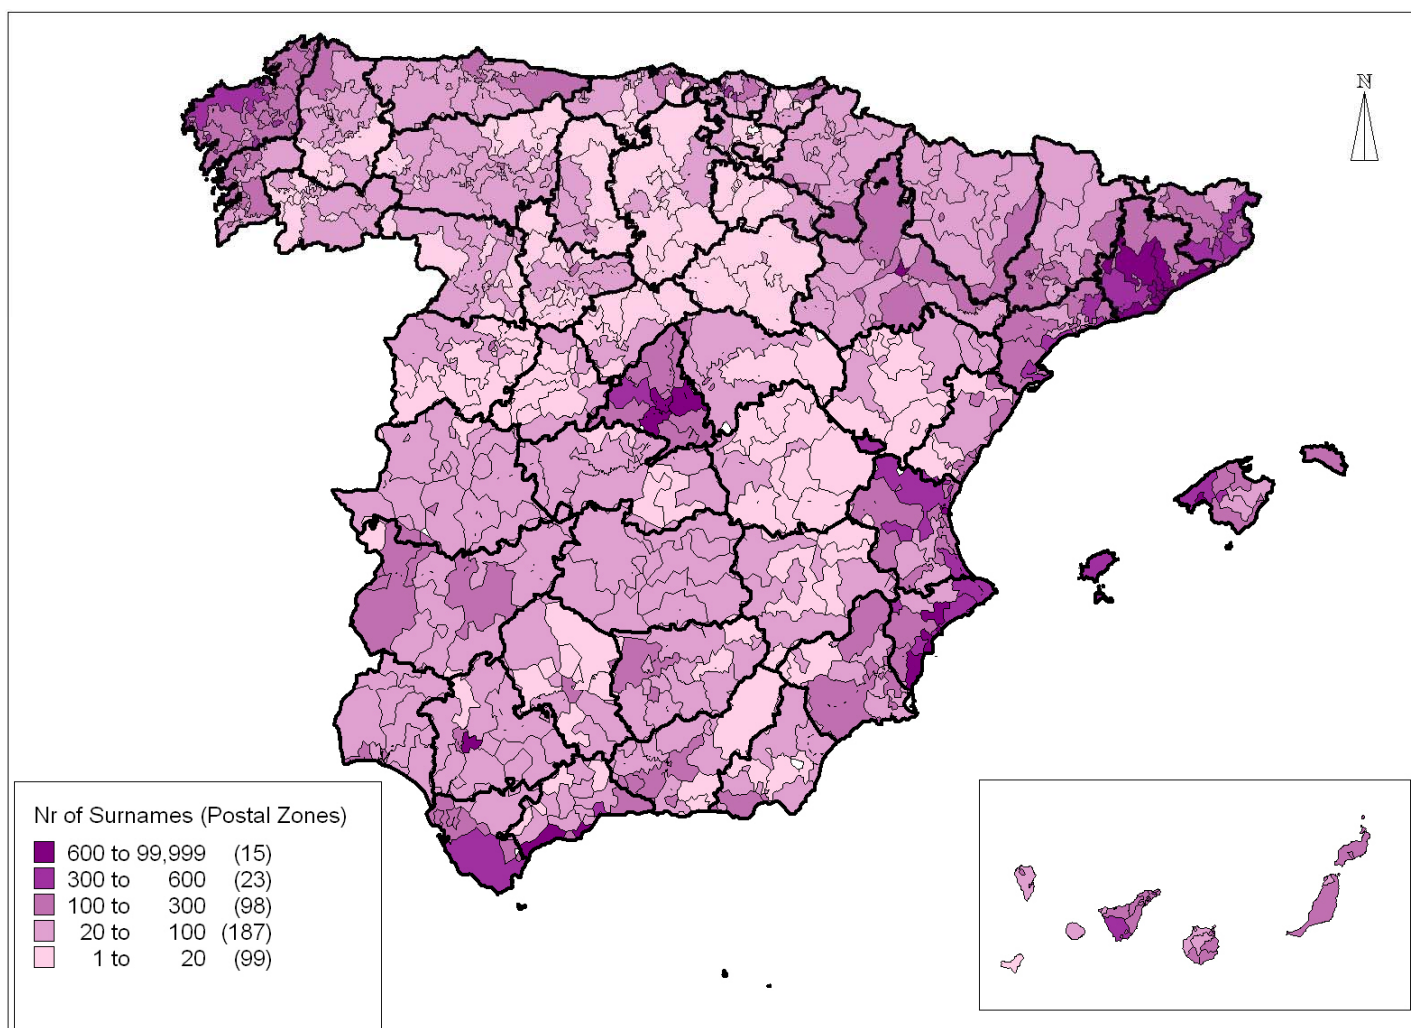 N
Nr of Surnames (Postal Zones)
600 to 99,999 (15)
300 to 600 (23)
100 to 300 (98)
20 to 100 (187)
1 to 20 (99)